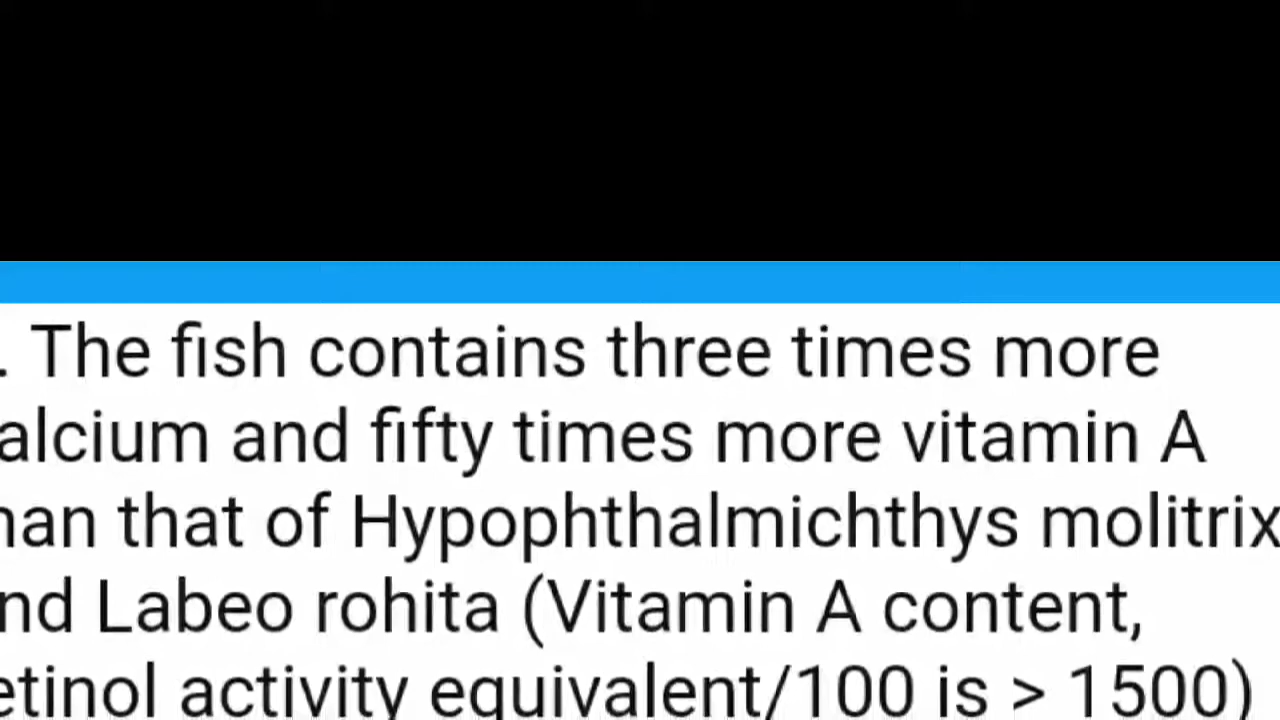 . The fish contains three times more
alcium and fifty times more vitamin A
han that of Hypophthalmichthys molitrix
nd Labeo rohita (Vitamin A content,
etinol activity equivalent/100 is > 1500)